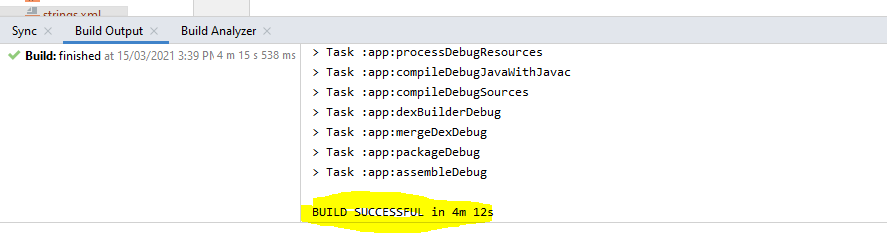 strings.xml
Sync
Build Output
Build Analyzer
Build: finished at 15/03/2021 3:39 PM 4 m 15 s 538 ms
> Task :app:processDebugResources
> Task :app:compileDebugJavaWithJavac
> Task :app:compileDebugSources
> Task :app:dexBuilderDebug
> Task :app:mergeDexDebug
> Task :app:packageDebug
> Task :app:assembleDebug
BUILD SUCCESSFUL in 4m 12s